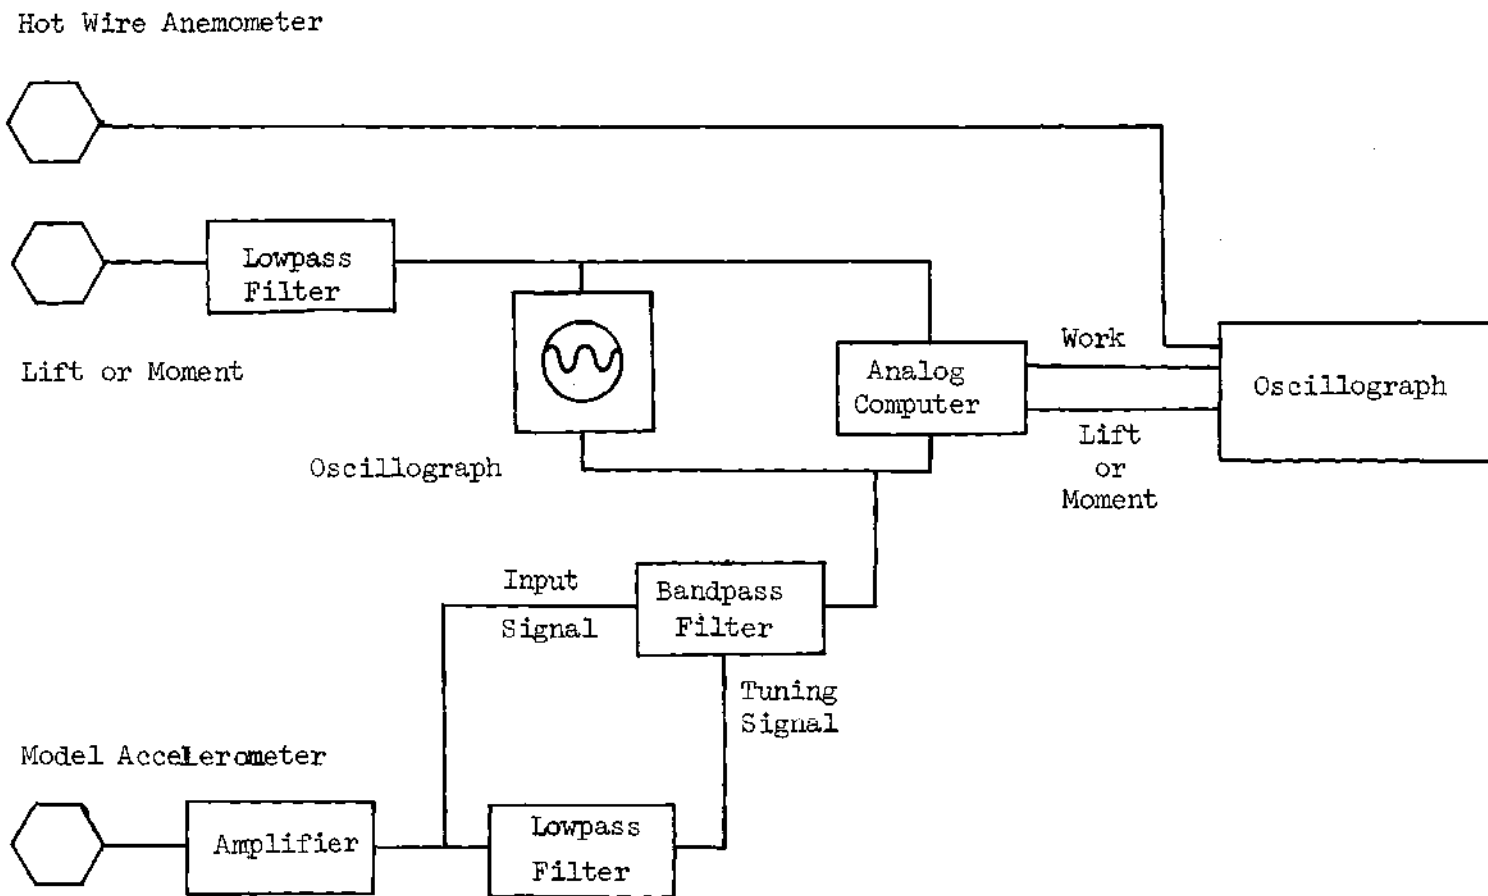 Hot Wire Anemometer
Lowpass
Filter
Lift or Moment
Oscillograph
Analog
Computer
Work
Lift
or
Moment
Oscillograph
Input
Signal
Bandpass
Filter
Tuning
Signal
Model Accelerometer
Amplifier
Lowpass
Filter